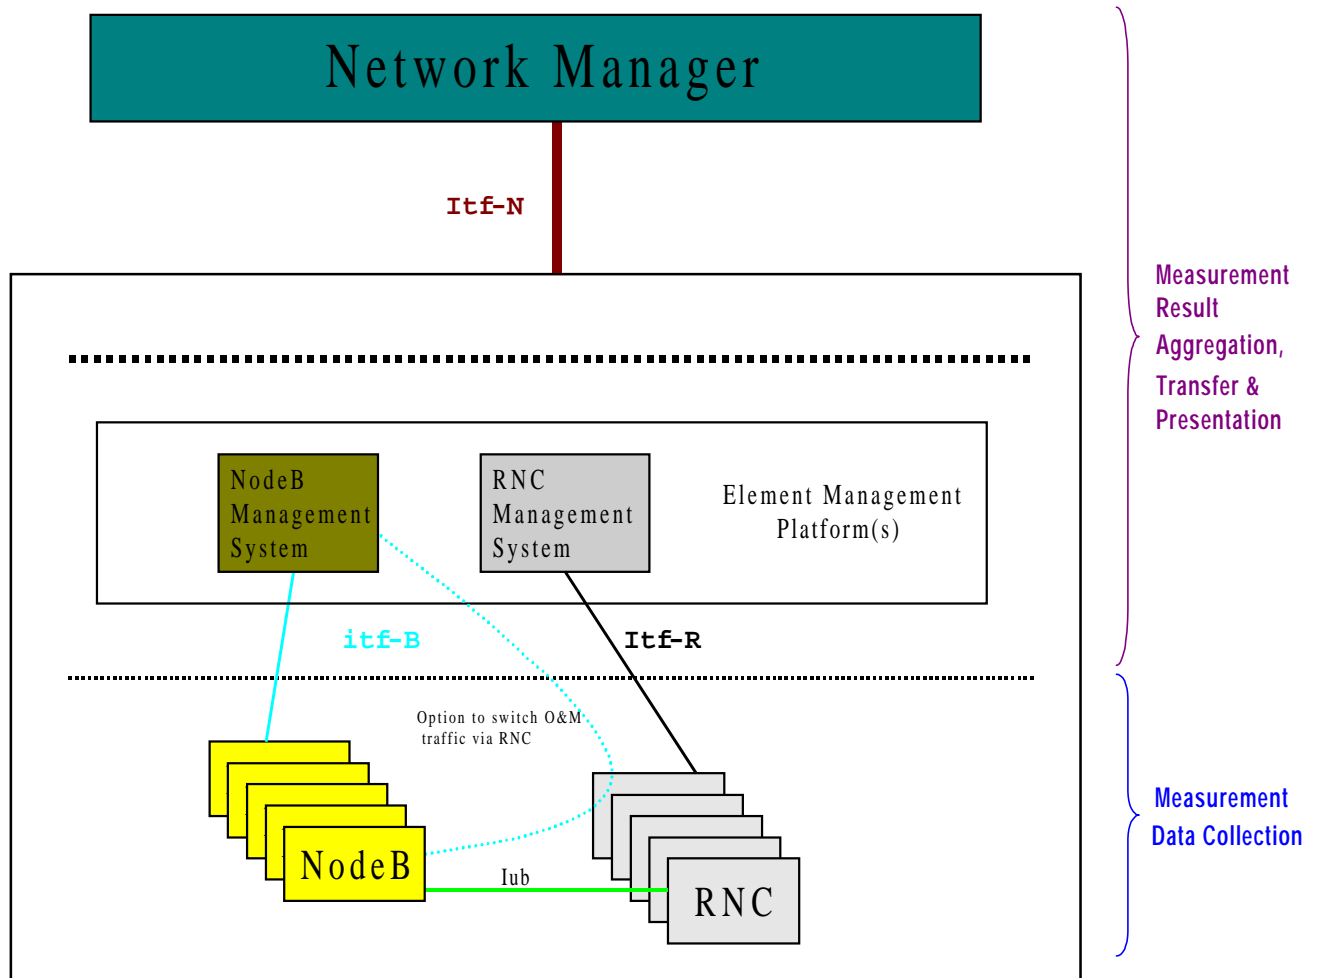 Network Manager
Itf-N
Measurement
Result
Aggregation,
Transfer &
Presentation
NodeB
Management
System
RNC
Management
System
Element Management
Platform(s)
itf-B
Itf-R
Option to switch O&M
traffic via RNC
Measurement
Data Collection
NodeB
Iub
RNC